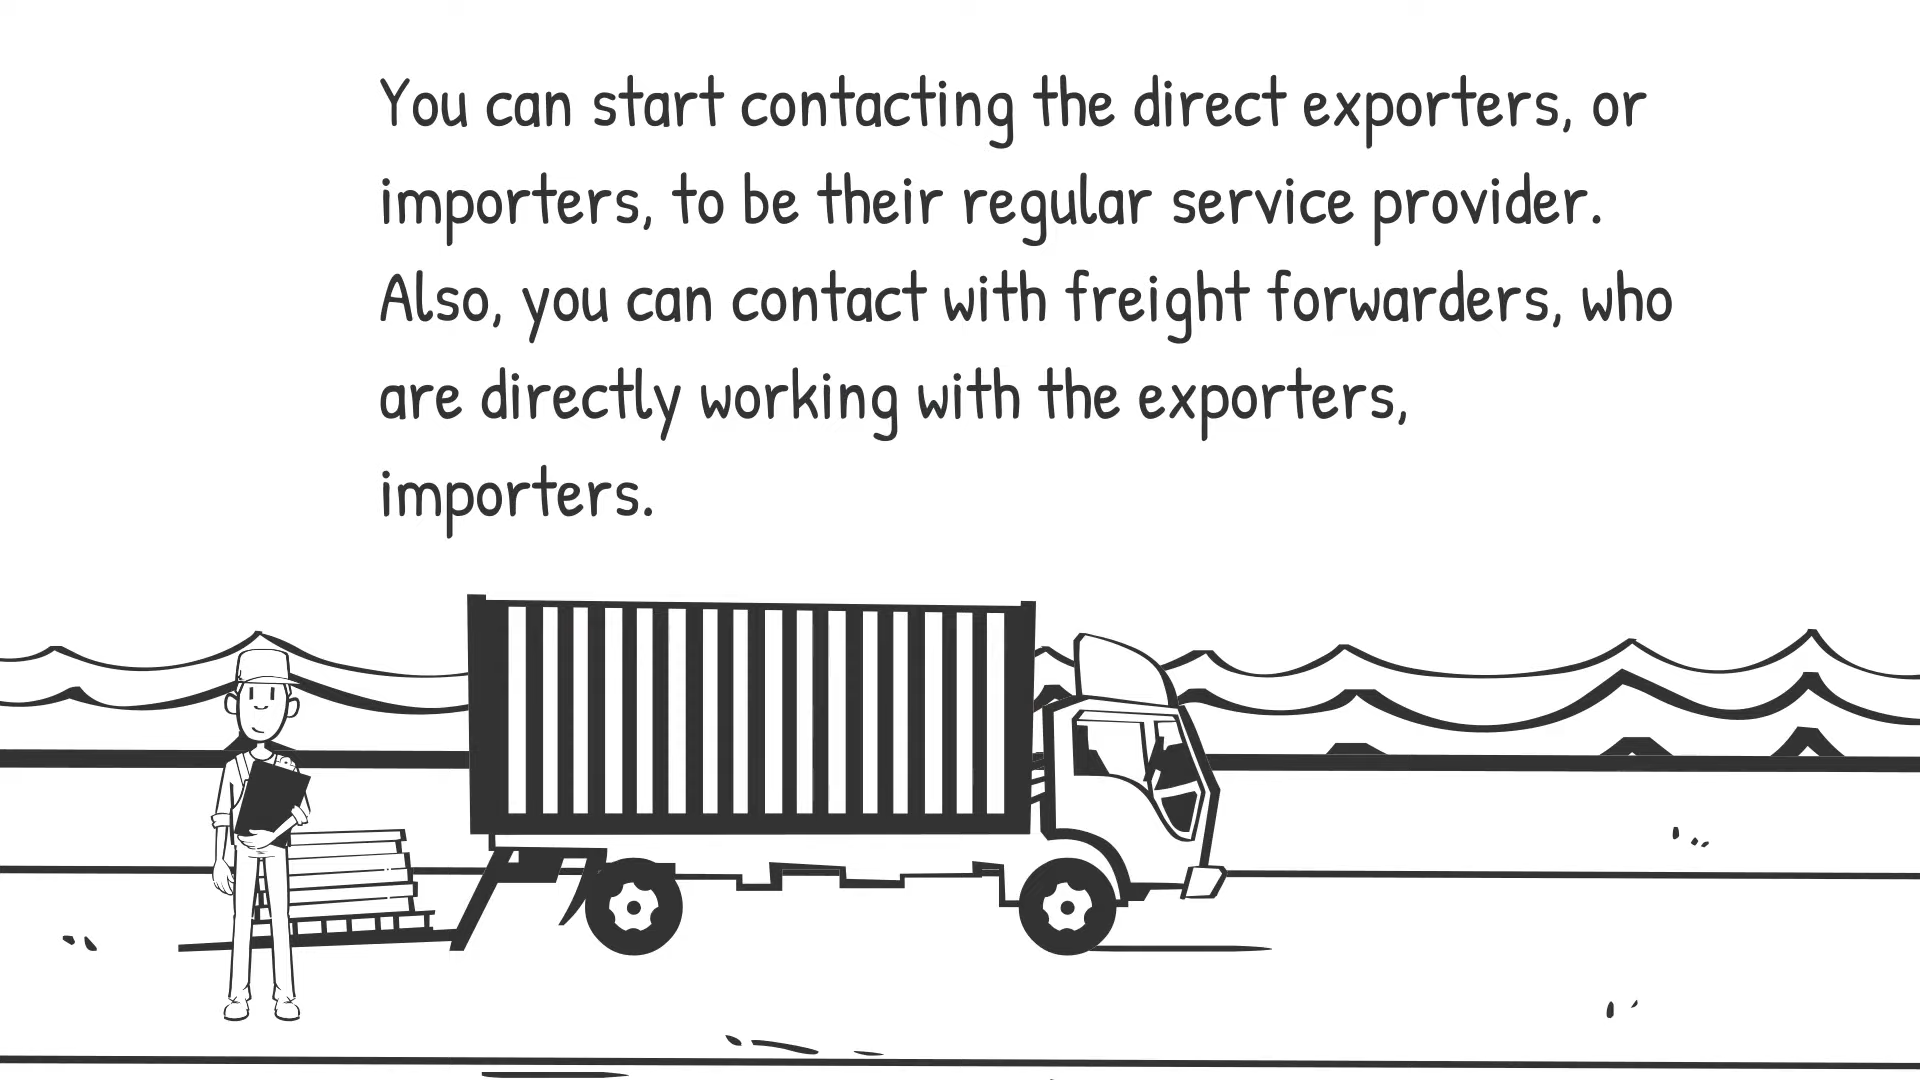 You can start contacting the direct exporters, or
importers, to be their regular service provider.
Also, you can contact with freight forwarders, who
are directly working with the exporters,
importers.